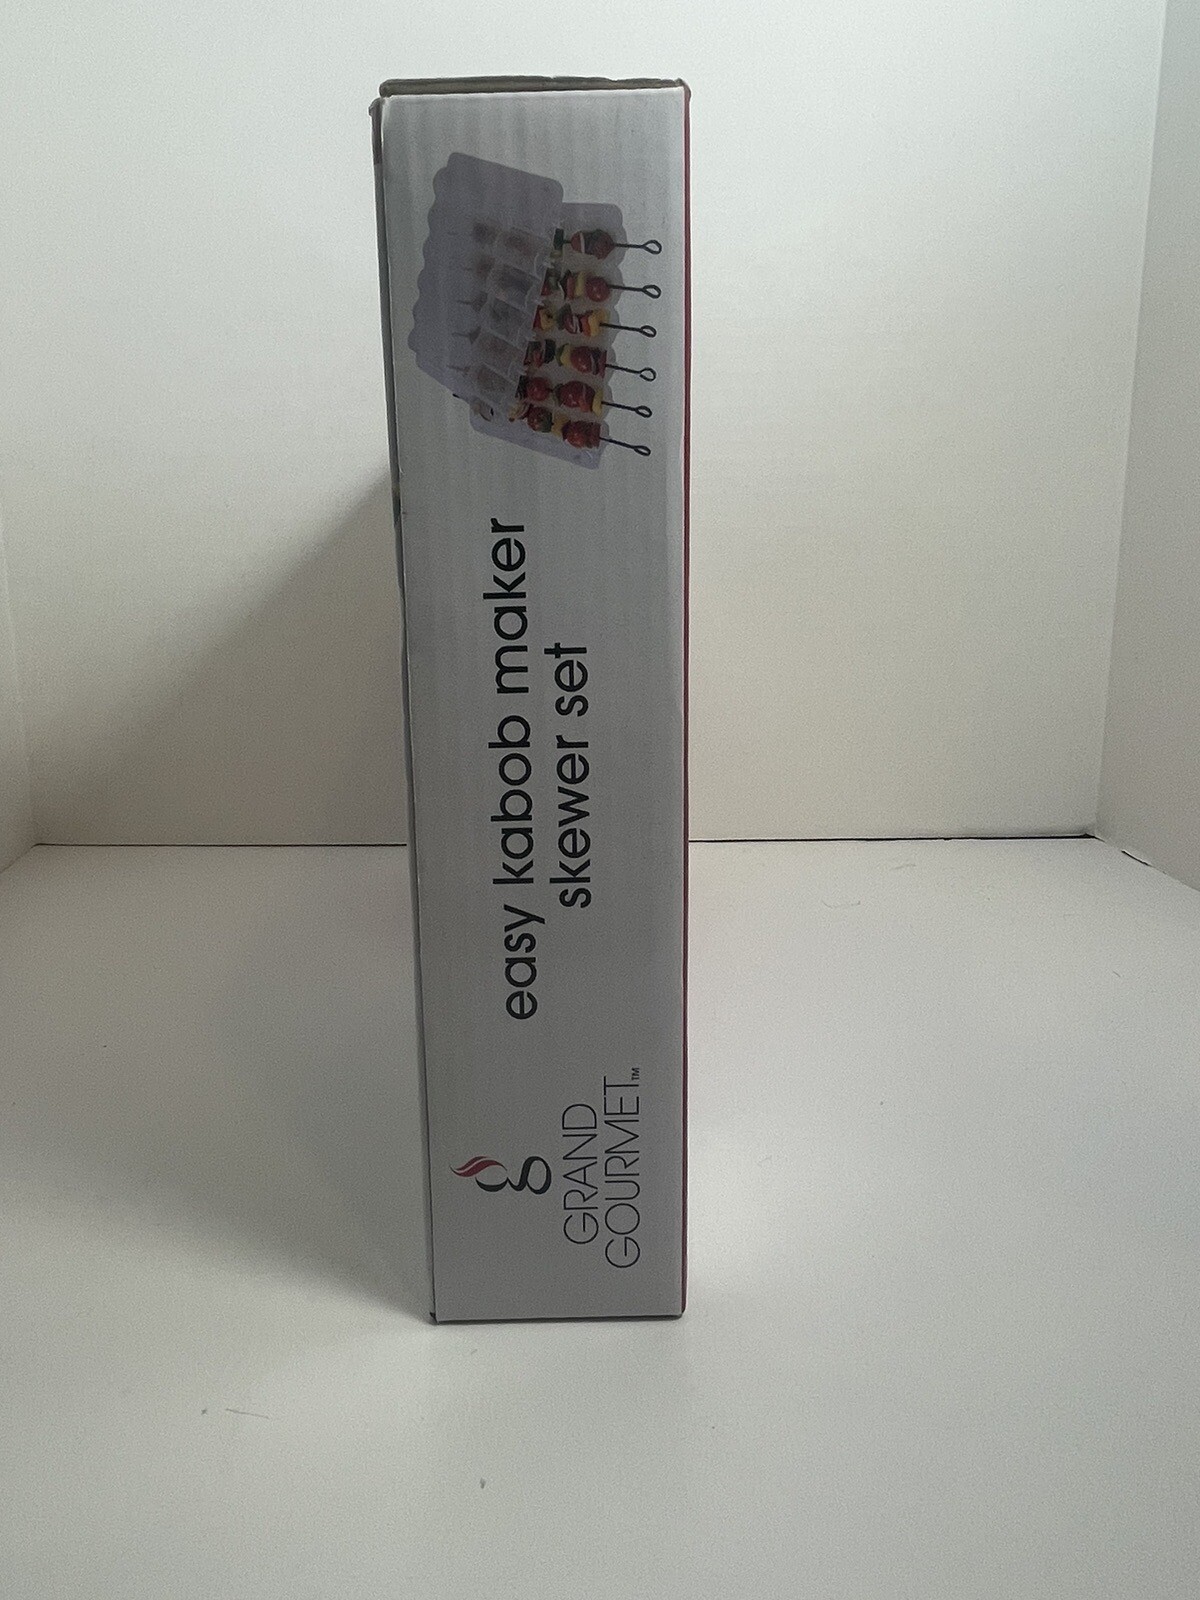 easy kabob maker
skewer set
g
GRAND
GOURMET™